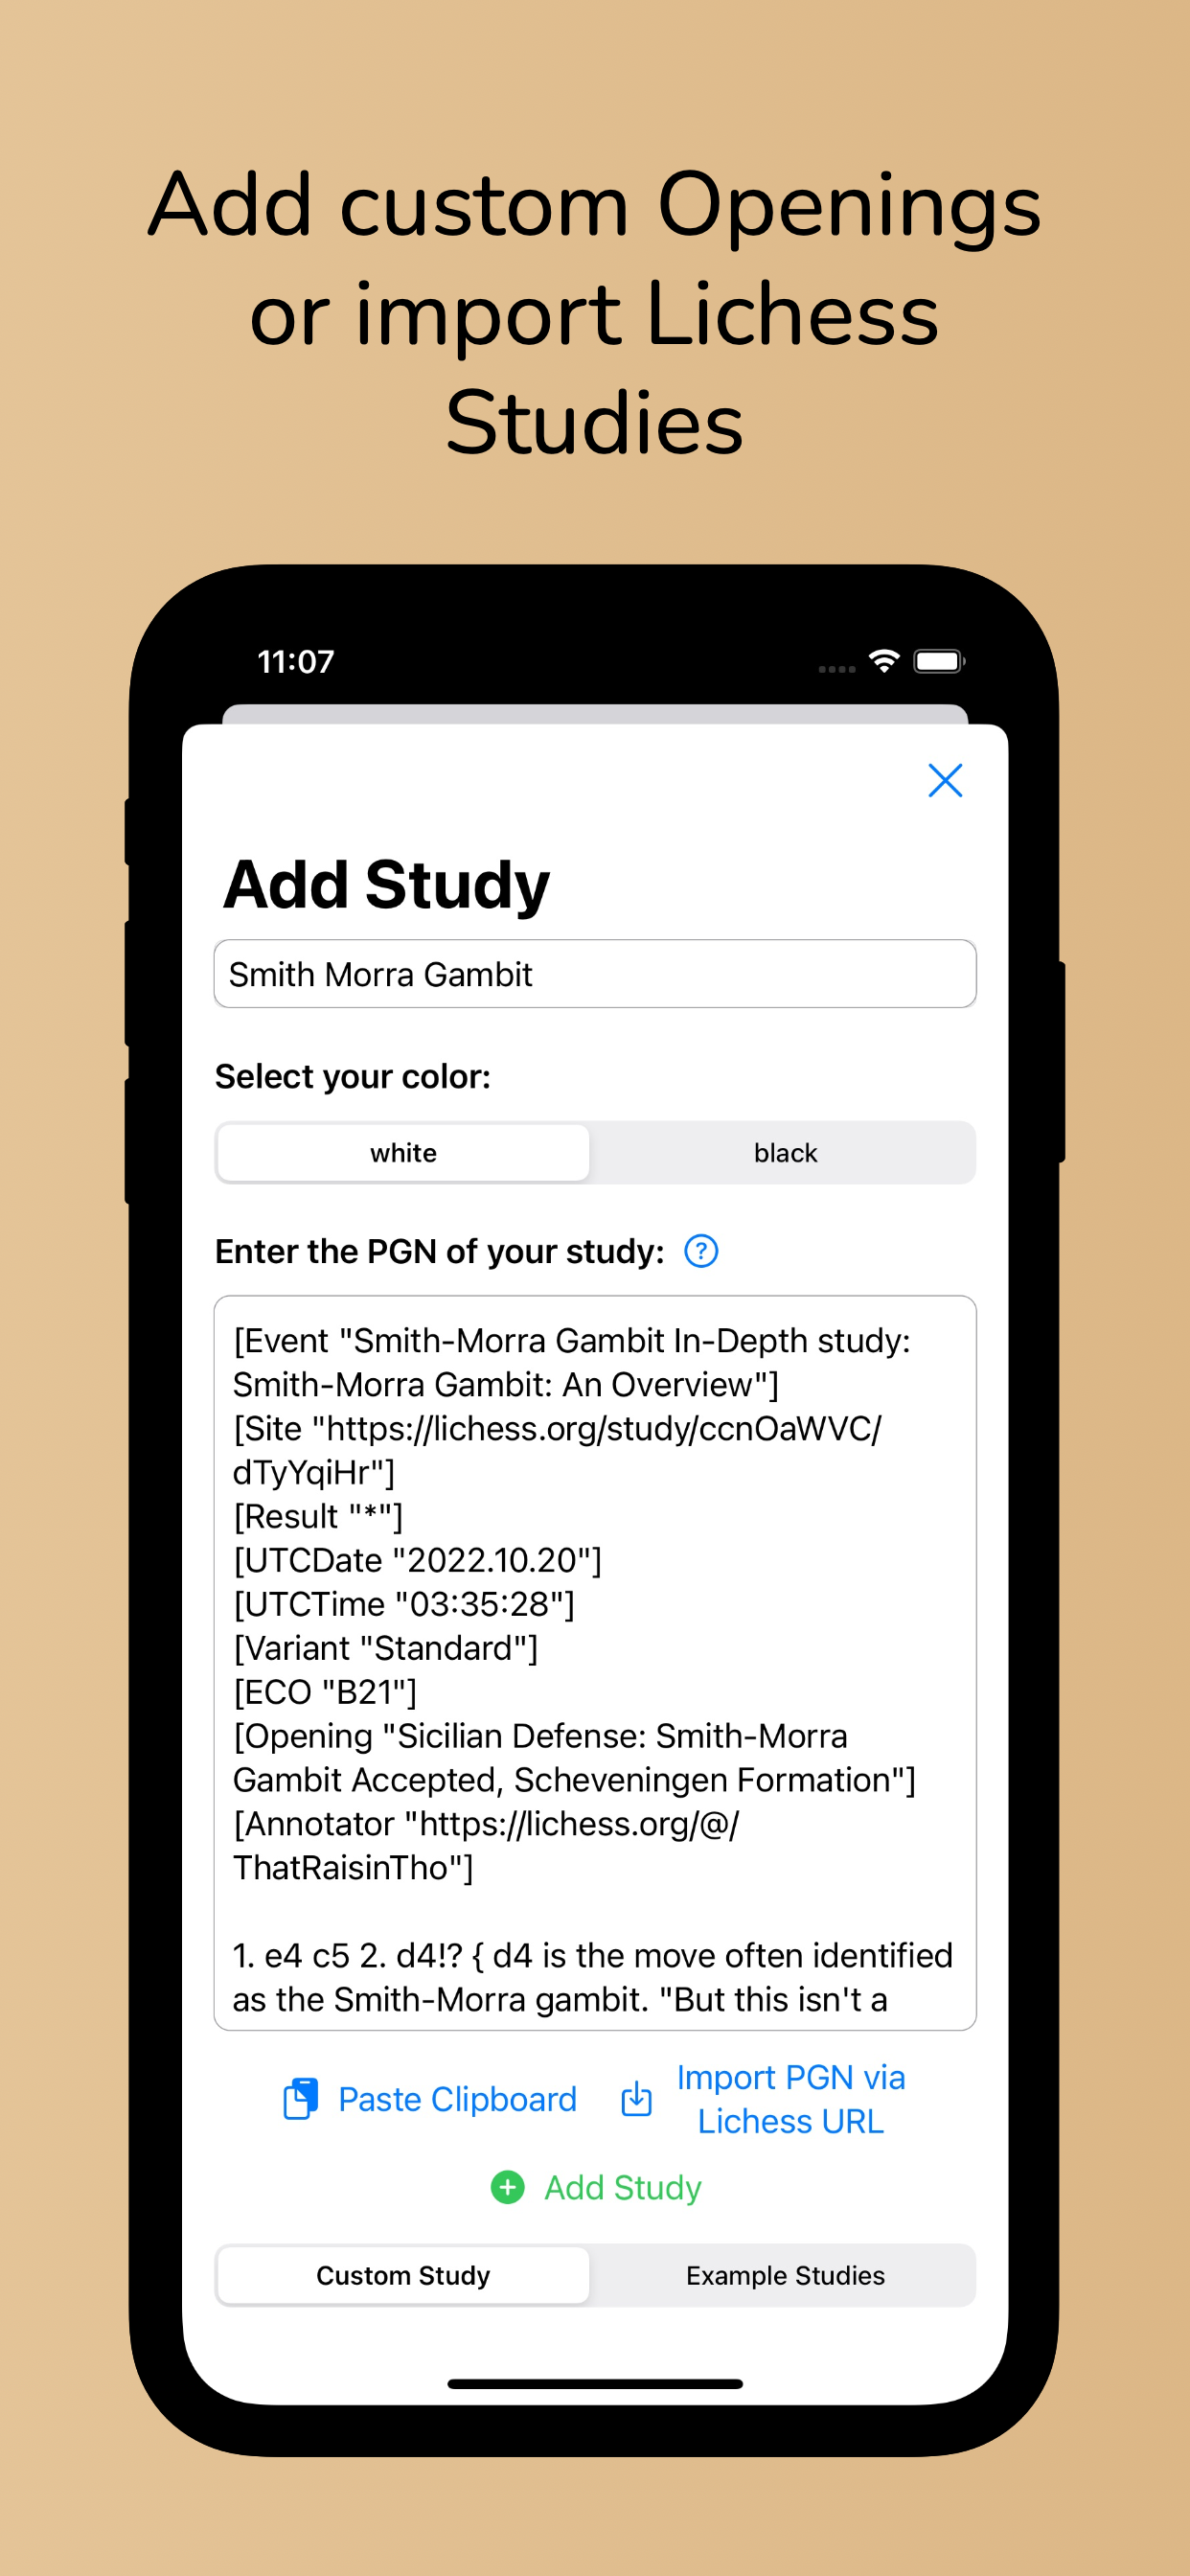 Add custom Openings
or import Lichess
Studies
11:07
Add Study
Smith Morra Gambit
Select your color:
white black
Enter the PGN of your study: ?
[Event "Smith-Morra Gambit In-Depth study:
Smith-Morra Gambit: An Overview"]
[Site "https://lichess.org/study/ccnOaWVC/
dTyYqiHr"]
[Result "*"]
[UTCDate "2022.10.20"]
[UTCTime "03:35:28"]
[Variant "Standard"]
[ECO "B21"]
[Opening "Sicilian Defense: Smith-Morra
Gambit Accepted, Scheveningen Formation"]
[Annotator "https://lichess.org/@/
ThatRaisinTho"]
1. e4 c5 2. d4!? { d4 is the move often identified
as the Smith-Morra gambit. "But this isn't a
Paste Clipboard
Import PGN via
Lichess URL
Add Study
Custom Study Example Studies